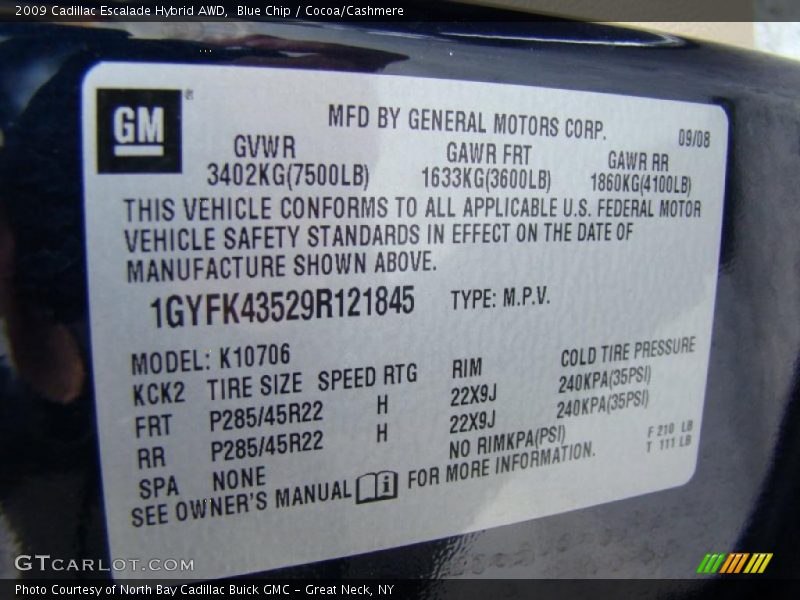 2009 Cadillac Escalade Hybrid AWD,  Blue Chip / Cocoa/Cashmere
GM ®
MFD BY GENERAL MOTORS CORP. 09/08
GVWR GAWR FRT GAWR RR
3402KG(7500LB) 1633KG(3600LB) 1860KG(4100LB)
THIS VEHICLE CONFORMS TO ALL APPLICABLE U.S. FEDERAL MOTOR
VEHICLE SAFETY STANDARDS IN EFFECT ON THE DATE OF
MANUFACTURE SHOWN ABOVE.
1GYFK43529R121845 TYPE: M.P.V.
MODEL: K10706
KCK2 TIRE SIZE SPEED RTG RIM COLD TIRE PRESSURE
FRT P285/45R22 H 22X9J 240KPA(35PSI)
RR P285/45R22 H 22X9J 240KPA(35PSI)
SPA NONE NO RIMKPA(PSI) F 210 LB
SEE OWNER'S MANUAL i FOR MORE INFORMATION. T 111 LB
GTCARLOT.COM
Photo Courtesy of North Bay Cadillac Buick GMC - Great Neck, NY